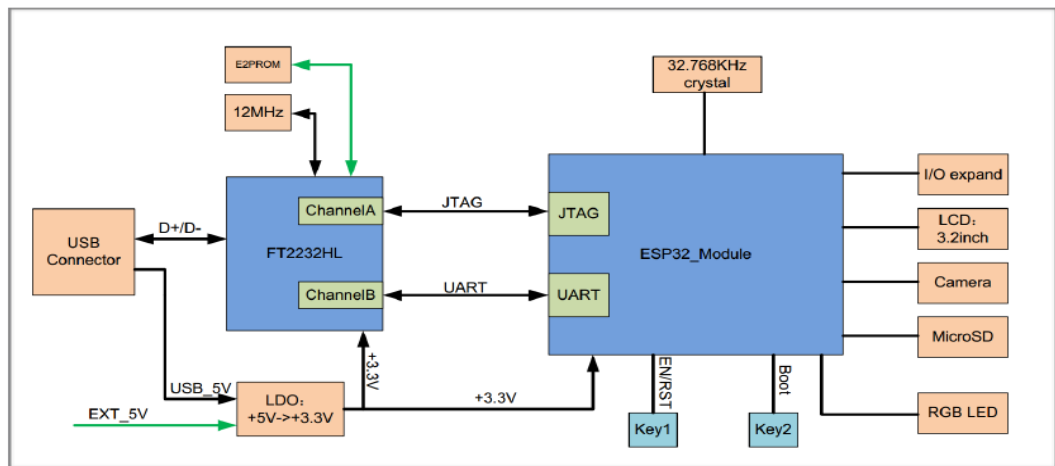 E2PROM
12MHz
32.768KHz
crystal
USB
Connector
D+/D-
FT2232HL
ChannelA
ChannelB
JTAG
UART
JTAG
UART
ESP32_Module
I/O expand
LCD：
3.2inch
Camera
MicroSD
RGB LED
USB_5V
EXT_5V
LDO：
+5V->+3.3V
+3.3V
+3.3V
EN/RST
Boot
Key1
Key2